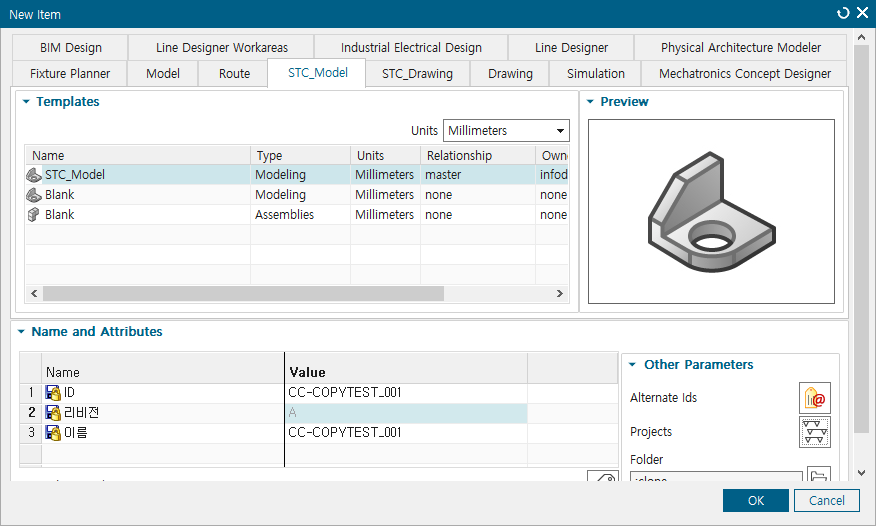 New Item
BIM Design Line Designer Workareas Industrial Electrical Design Line Designer Physical Architecture Modeler
Fixture Planner Model Route STC_Model STC_Drawing Drawing Simulation Mechatronics Concept Designer
Templates
Units Millimeters
Name Type Units Relationship Owne
STC_Model Modeling Millimeters master infod
Blank Modeling Millimeters none none
Blank Assemblies Millimeters none none
Preview
Name and Attributes
Name Value
1 ID CC-COPYTEST_001
2 리비전 A
3 이름 CC-COPYTEST_001
Other Parameters
Alternate Ids
Projects
Folder
OK Cancel